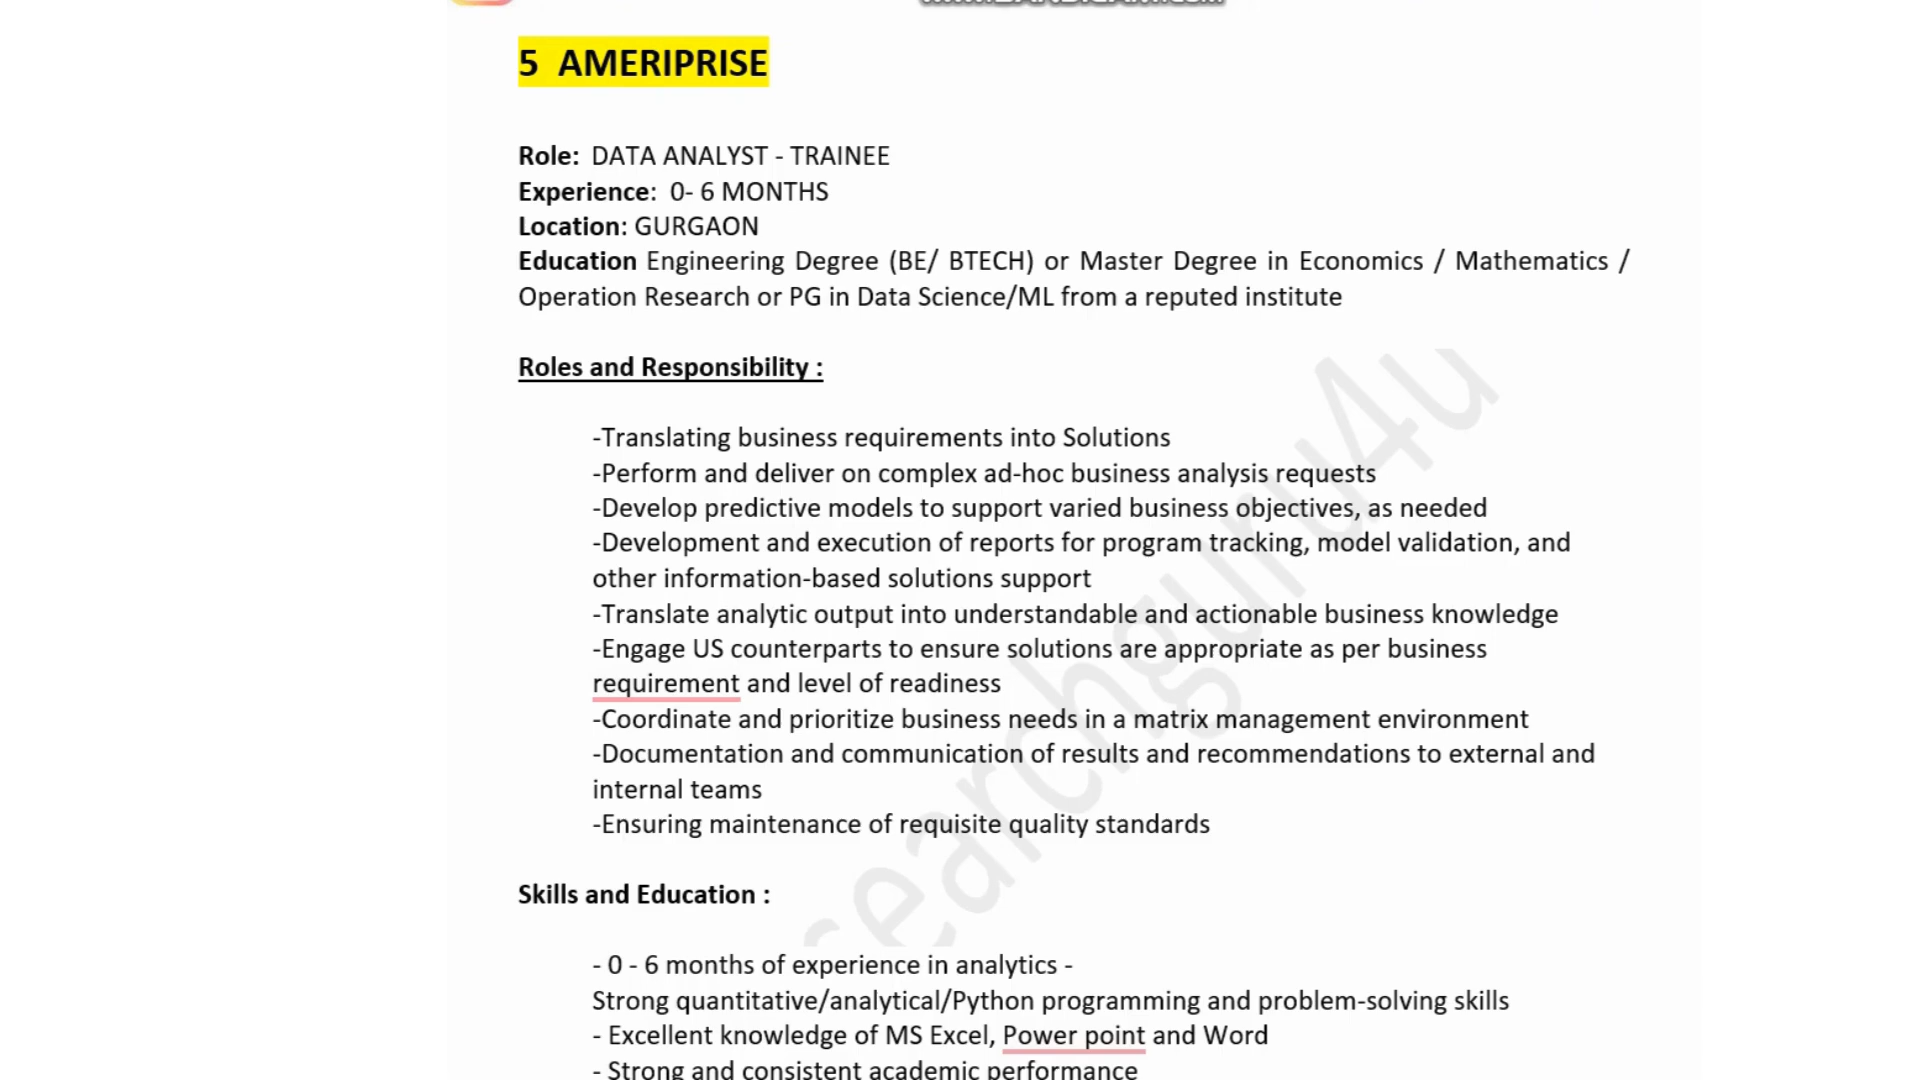 5 AMERIPRISE
Role: DATA ANALYST - TRAINEE
Experience: 0- 6 MONTHS
Location: GURGAON
Education Engineering Degree (BE/ BTECH) or Master Degree in Economics / Mathematics /
Operation Research or PG in Data Science/ML from a reputed institute
Roles and Responsibility :
-Translating business requirements into Solutions
-Perform and deliver on complex ad-hoc business analysis requests
-Develop predictive models to support varied business objectives, as needed
-Development and execution of reports for program tracking, model validation, and
other information-based solutions support
-Translate analytic output into understandable and actionable business knowledge
-Engage US counterparts to ensure solutions are appropriate as per business
requirement and level of readiness
-Coordinate and prioritize business needs in a matrix management environment
-Documentation and communication of results and recommendations to external and
internal teams
-Ensuring maintenance of requisite quality standards
Skills and Education :
- 0 - 6 months of experience in analytics -
Strong quantitative/analytical/Python programming and problem-solving skills
- Excellent knowledge of MS Excel, Power point and Word
- Strong and consistent academic performance
searchguru4u